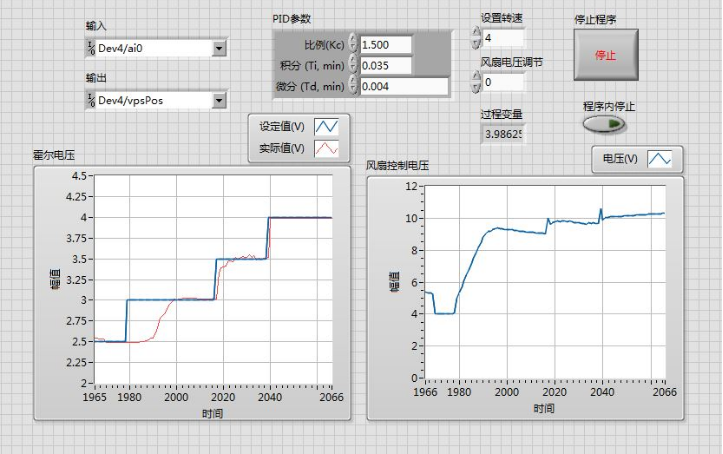 输入
Dev4/ai0
输出
Dev4/vpsPos
PID参数
比例(Kc) 1.500
积分 (Ti, min) 0.035
微分 (Td, min) 0.004
设置转速
4
风扇电压调节
0
过程变量
3.98625
停止程序
停止
程序内停止
设定值(V)
实际值(V)
霍尔电压
幅值
4.5
4.25
4
3.75
3.5
3.25
3
2.75
2.5
2.25
2
1965 1980 2000 2020 2040 2066
时间
电压(V)
风扇控制电压
幅值
12
10
8
6
4
2
0
1966 1980 2000 2020 2040 2066
时间